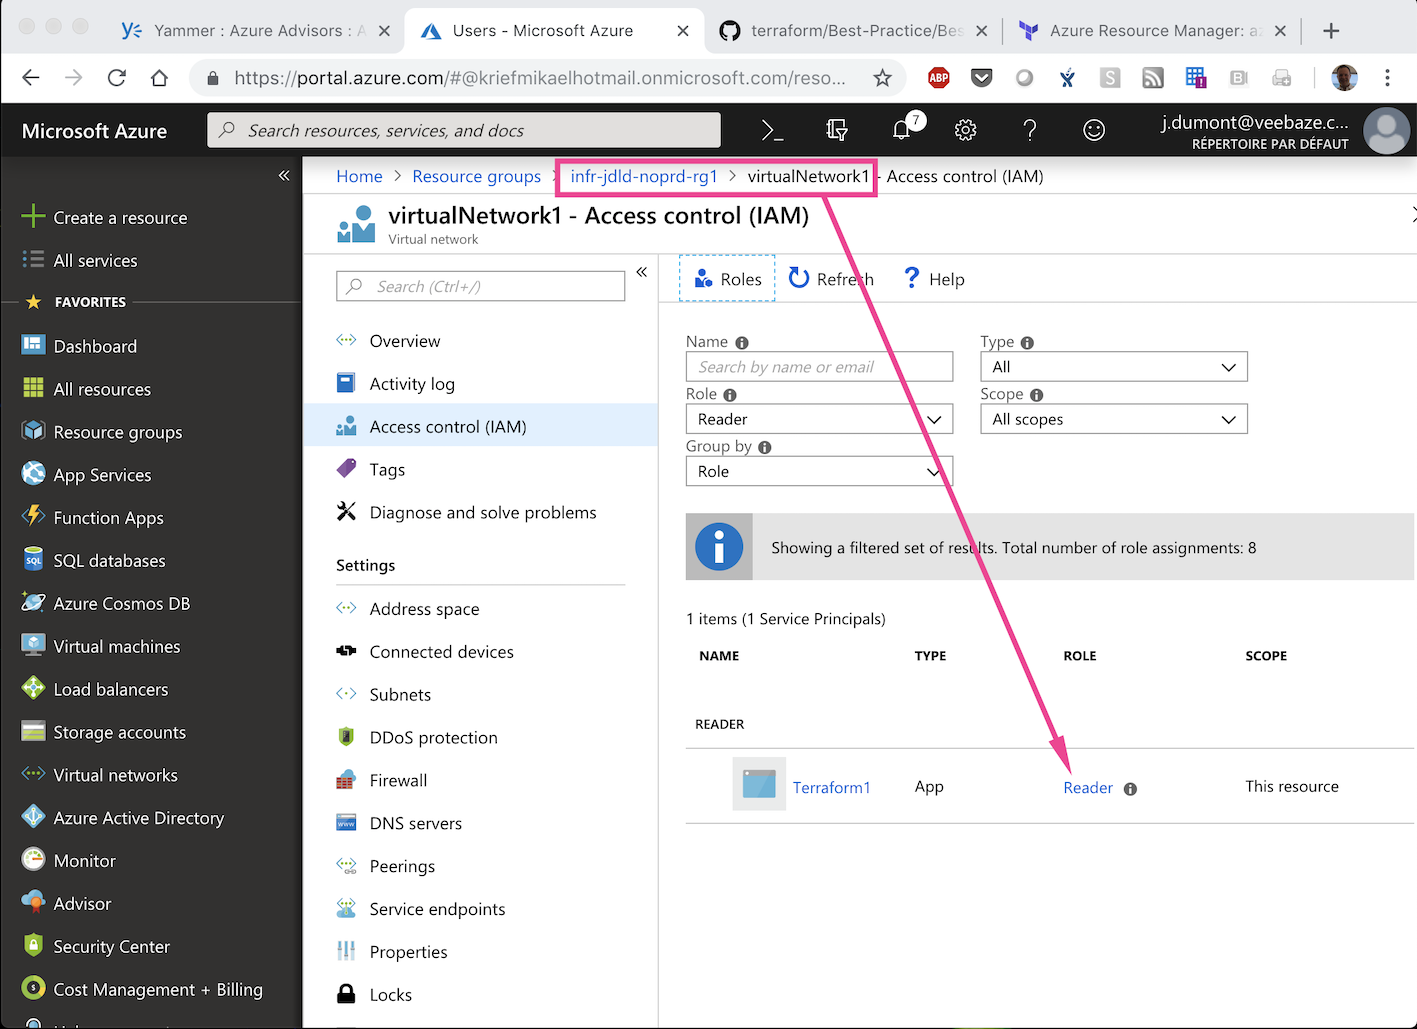 Yammer : Azure Advisors : A
Users - Microsoft Azure
terraform/Best-Practice/Bes
Azure Resource Manager: az
https://portal.azure.com/#@kriefmikaelhotmail.onmicrosoft.com/reso...
ABP
S
B
Microsoft Azure
Search resources, services, and docs
7
j.dumont@veebaze.c...
RÉPERTOIRE PAR DÉFAUT
Home > Resource groups > infr-jdld-noprd-rg1 > virtualNetwork1 - Access control (IAM)
virtualNetwork1 - Access control (IAM)
Virtual network
Create a resource
All services
FAVORITES
Dashboard
All resources
Resource groups
App Services
Function Apps
SQL
SQL databases
Azure Cosmos DB
Virtual machines
Load balancers
Storage accounts
Virtual networks
Azure Active Directory
Monitor
Advisor
Security Center
Cost Management + Billing
Search (Ctrl+/)
Overview
Activity log
Access control (IAM)
Tags
Diagnose and solve problems
Settings
Address space
Connected devices
Subnets
DDoS protection
Firewall
www
DNS servers
Peerings
Service endpoints
Properties
Locks
Roles
Refresh
Help
Name
Search by name or email
Type
All
Role
Reader
Scope
All scopes
Group by
Role
Showing a filtered set of results. Total number of role assignments: 8
1 items (1 Service Principals)
NAME TYPE ROLE SCOPE
READER
Terraform1 App Reader This resource